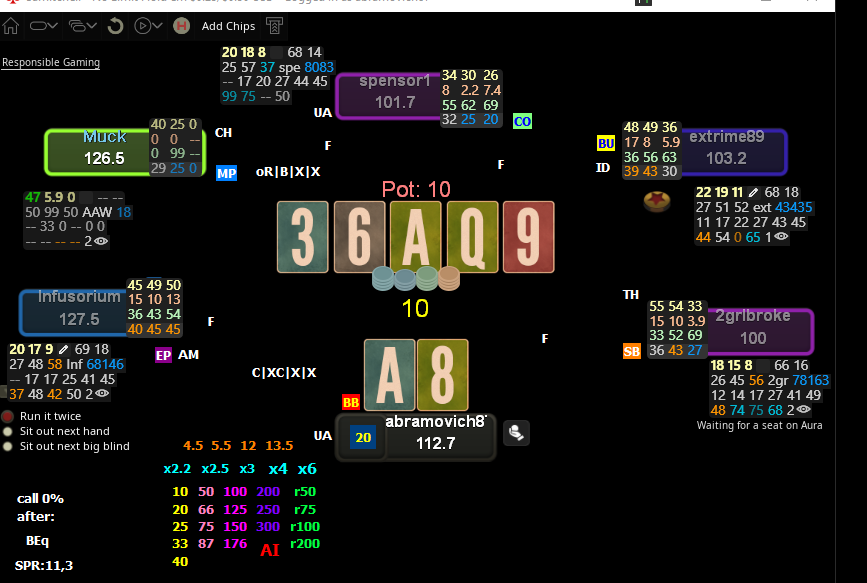 Add Chips
Responsible Gaming
20 18 8 68 14
25 57 37 spe 8083
-- 17 20 27 44 45
99 75 -- 50
spensor1
101.7
34 30 26
8 2.2 7.4
55 62 69
32 25 20
UA
CO
Muck
126.5
40 25 0
0 0 --
0 99 --
29 25 0
CH
MP
F
oR|B|X|X
F
BU
ID
48 49 36
17 8 5.9
36 56 63
39 43 30
extrime89
103.2
47 5.9 0 -- --
50 99 50 AAW 18
-- 33 0 -- 0 0
-- -- -- -- 2
22 19 11 68 18
27 51 52 ext 43435
11 17 22 27 43 45
44 54 0 65 1
Pot: 10
3 6 A Q 9
10
Infusorium
127.5
45 49 50
15 10 13
36 43 54
40 45 45
F
EP AM
20 17 9 69 18
27 48 58 Inf 68146
-- 17 17 25 41 45
37 48 42 50 2
TH
SB
F
55 54 33
15 10 3.9
33 52 69
36 43 27
2grlbroke
100
18 15 8 66 16
26 45 56 2gr 78163
12 14 17 27 41 49
48 74 75 68 2
Waiting for a seat on Aura
C|XC|X|X
A 8
BB
abramovich8
20
112.7
UA
Run it twice
Sit out next hand
Sit out next big blind
4.5 5.5 12 13.5
x2.2 x2.5 x3 x4 x6
10 50 100 200 r50
20 66 125 250 r75
25 75 150 300 r100
33 87 176 AI r200
40
call 0%
after:
BEq
SPR:11,3